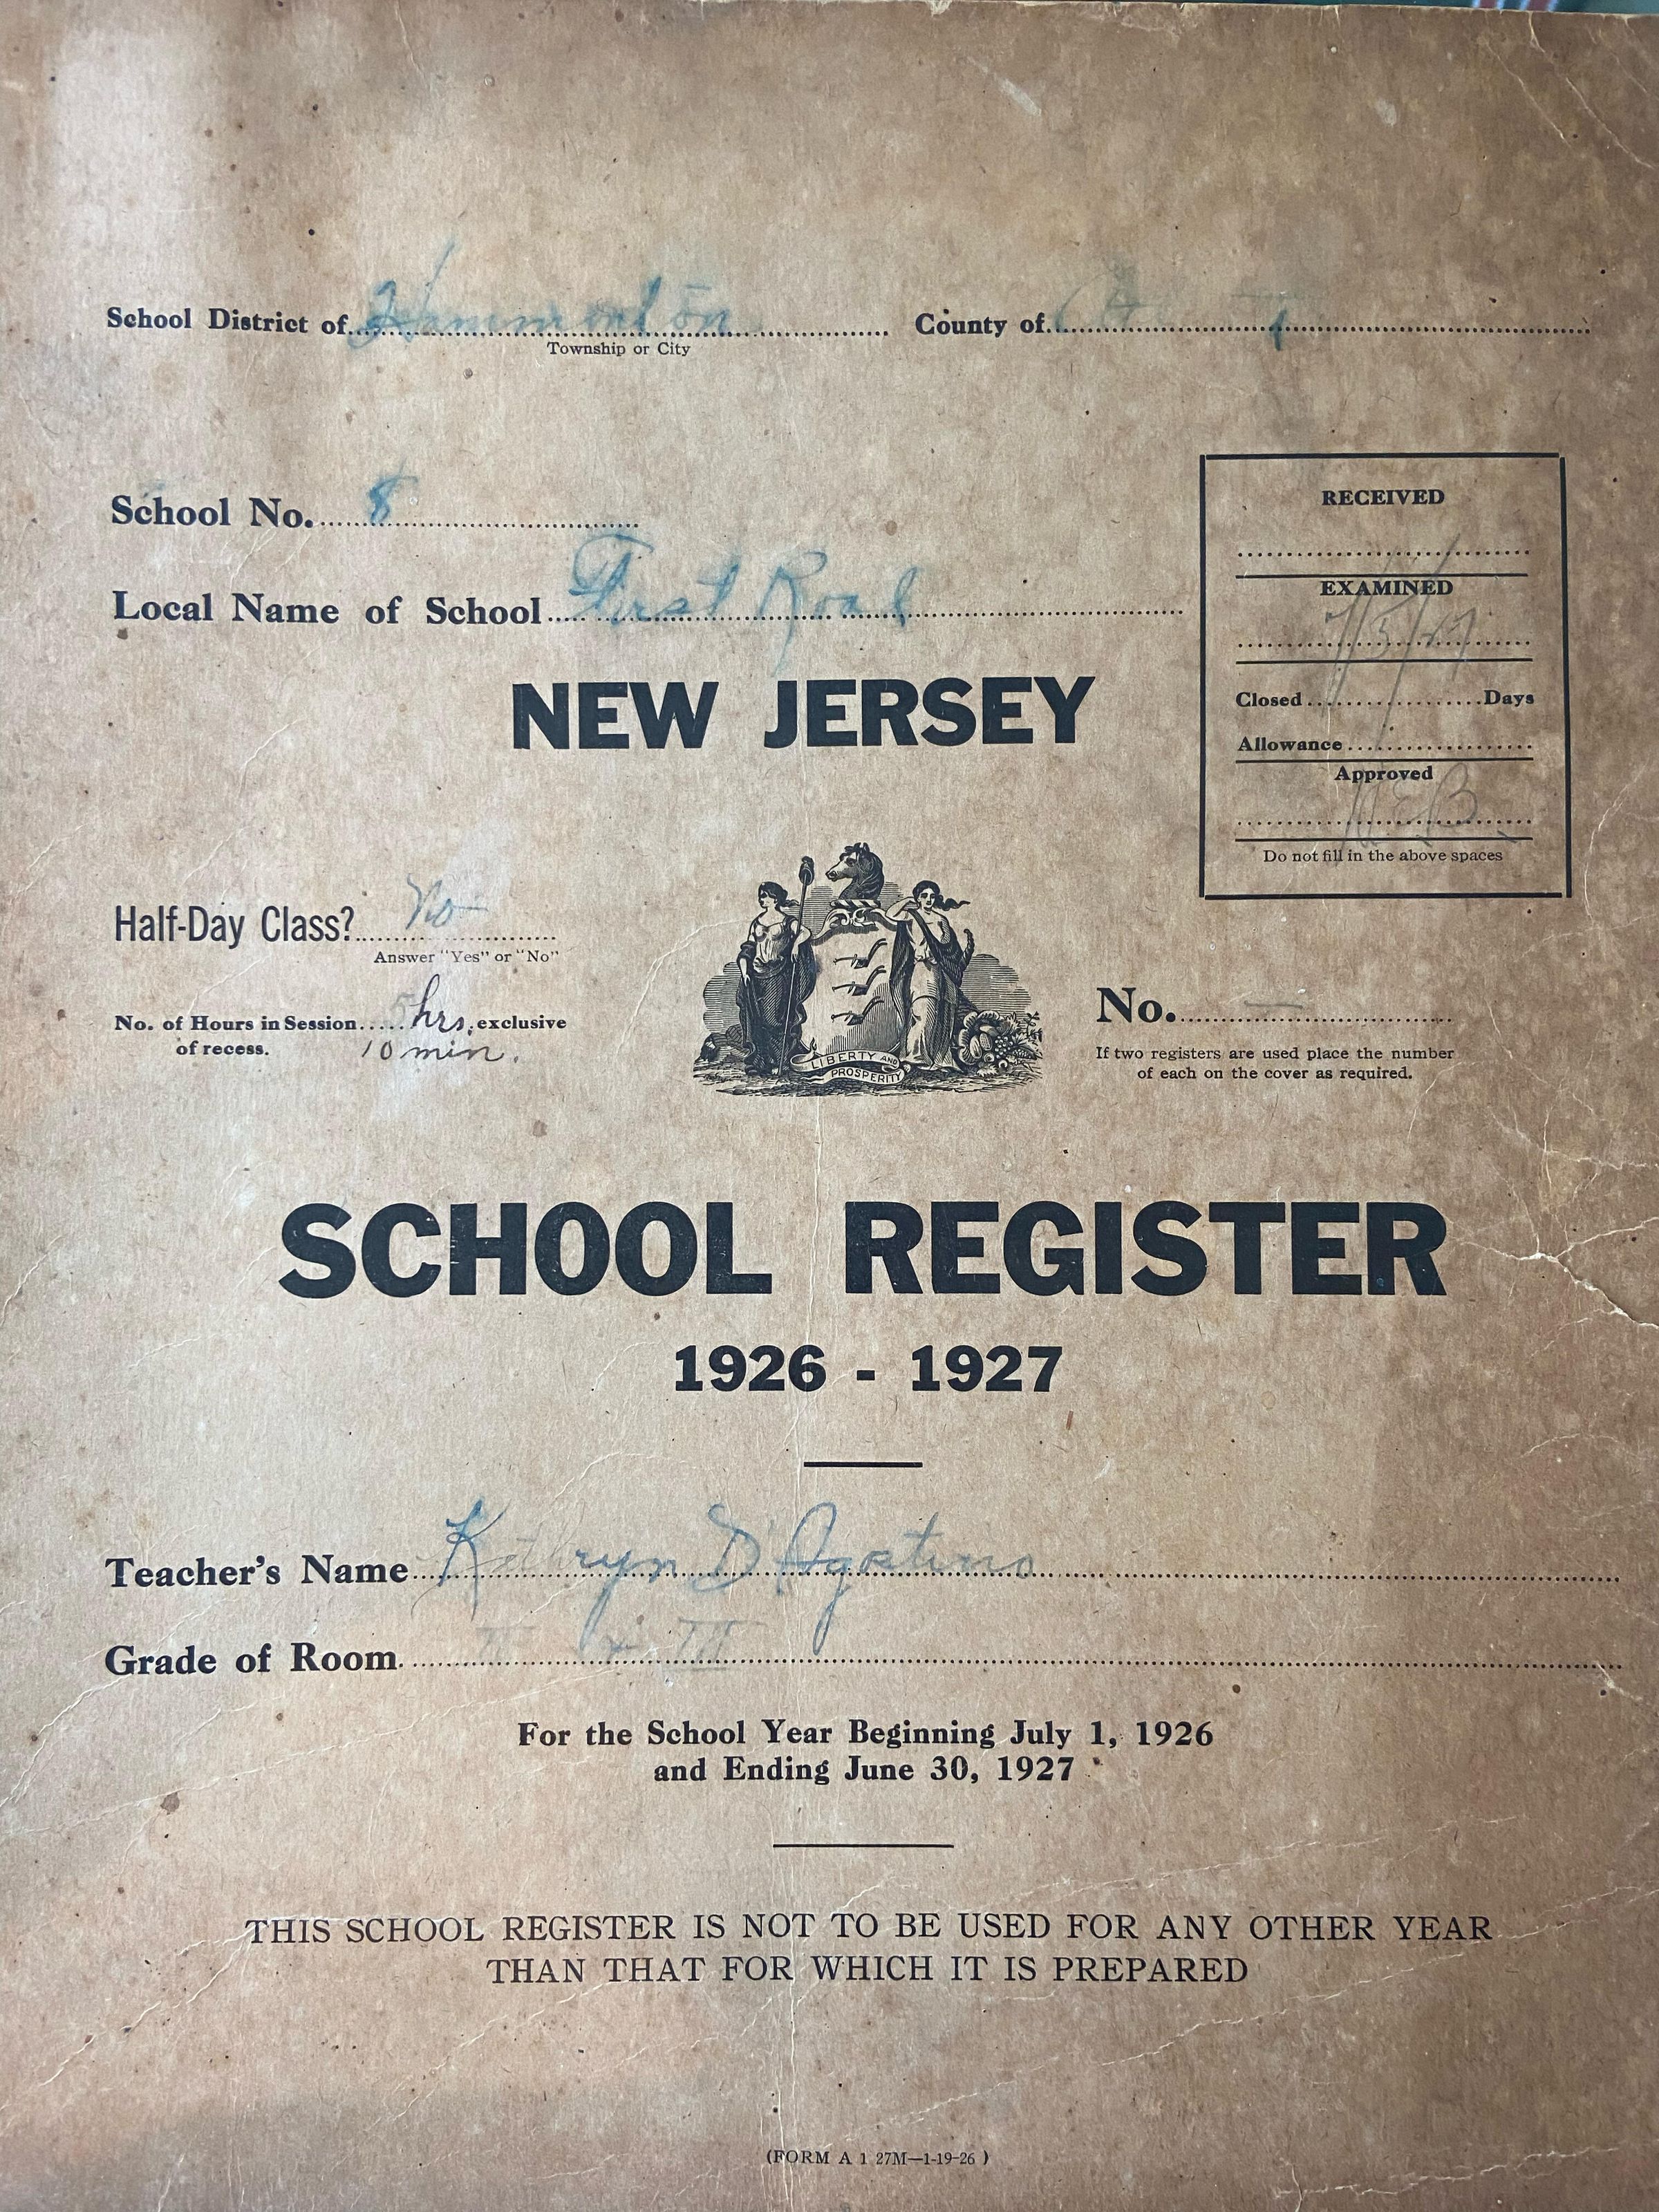 School District of Hammonton County of
Township or City
School No. 8
Local Name of School First Road
RECEIVED
EXAMINED
7/5/27
Closed Days
Allowance
Approved
Do not fill in the above spaces
NEW JERSEY
Half-Day Class? No
Answer "Yes" or "No"
No. of Hours in Session 5 hrs. exclusive
of recess. 10 min.
LIBERTY AND
PROSPERITY
No. —
If two registers are used place the number
of each on the cover as required.
SCHOOL REGISTER
1926 - 1927
Teacher's Name Kathryn D'Agostino
Grade of Room III
For the School Year Beginning July 1, 1926
and Ending June 30, 1927
THIS SCHOOL REGISTER IS NOT TO BE USED FOR ANY OTHER YEAR
THAN THAT FOR WHICH IT IS PREPARED
(FORM A 1 27M—1-19-26 )